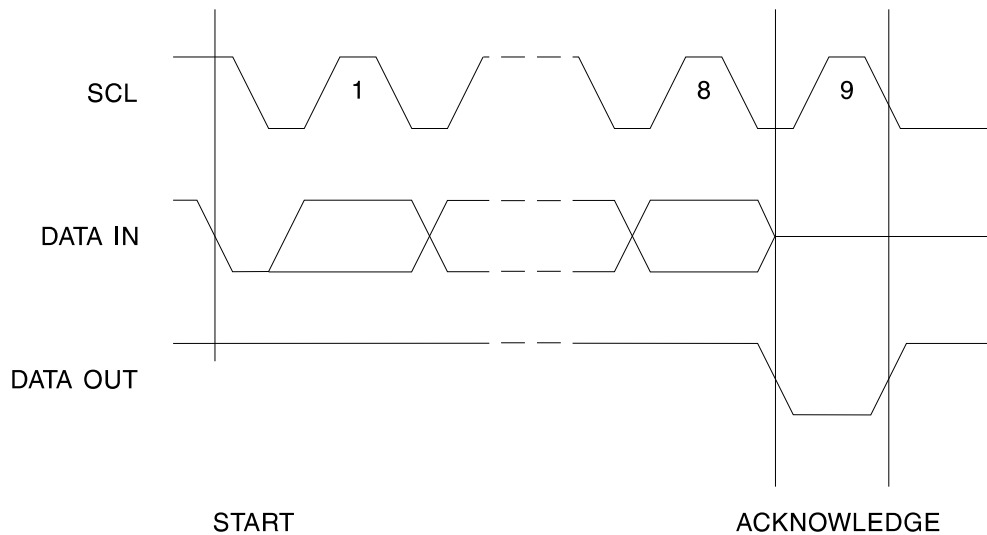 SCL
1
8
9
DATA IN
DATA OUT
START
ACKNOWLEDGE